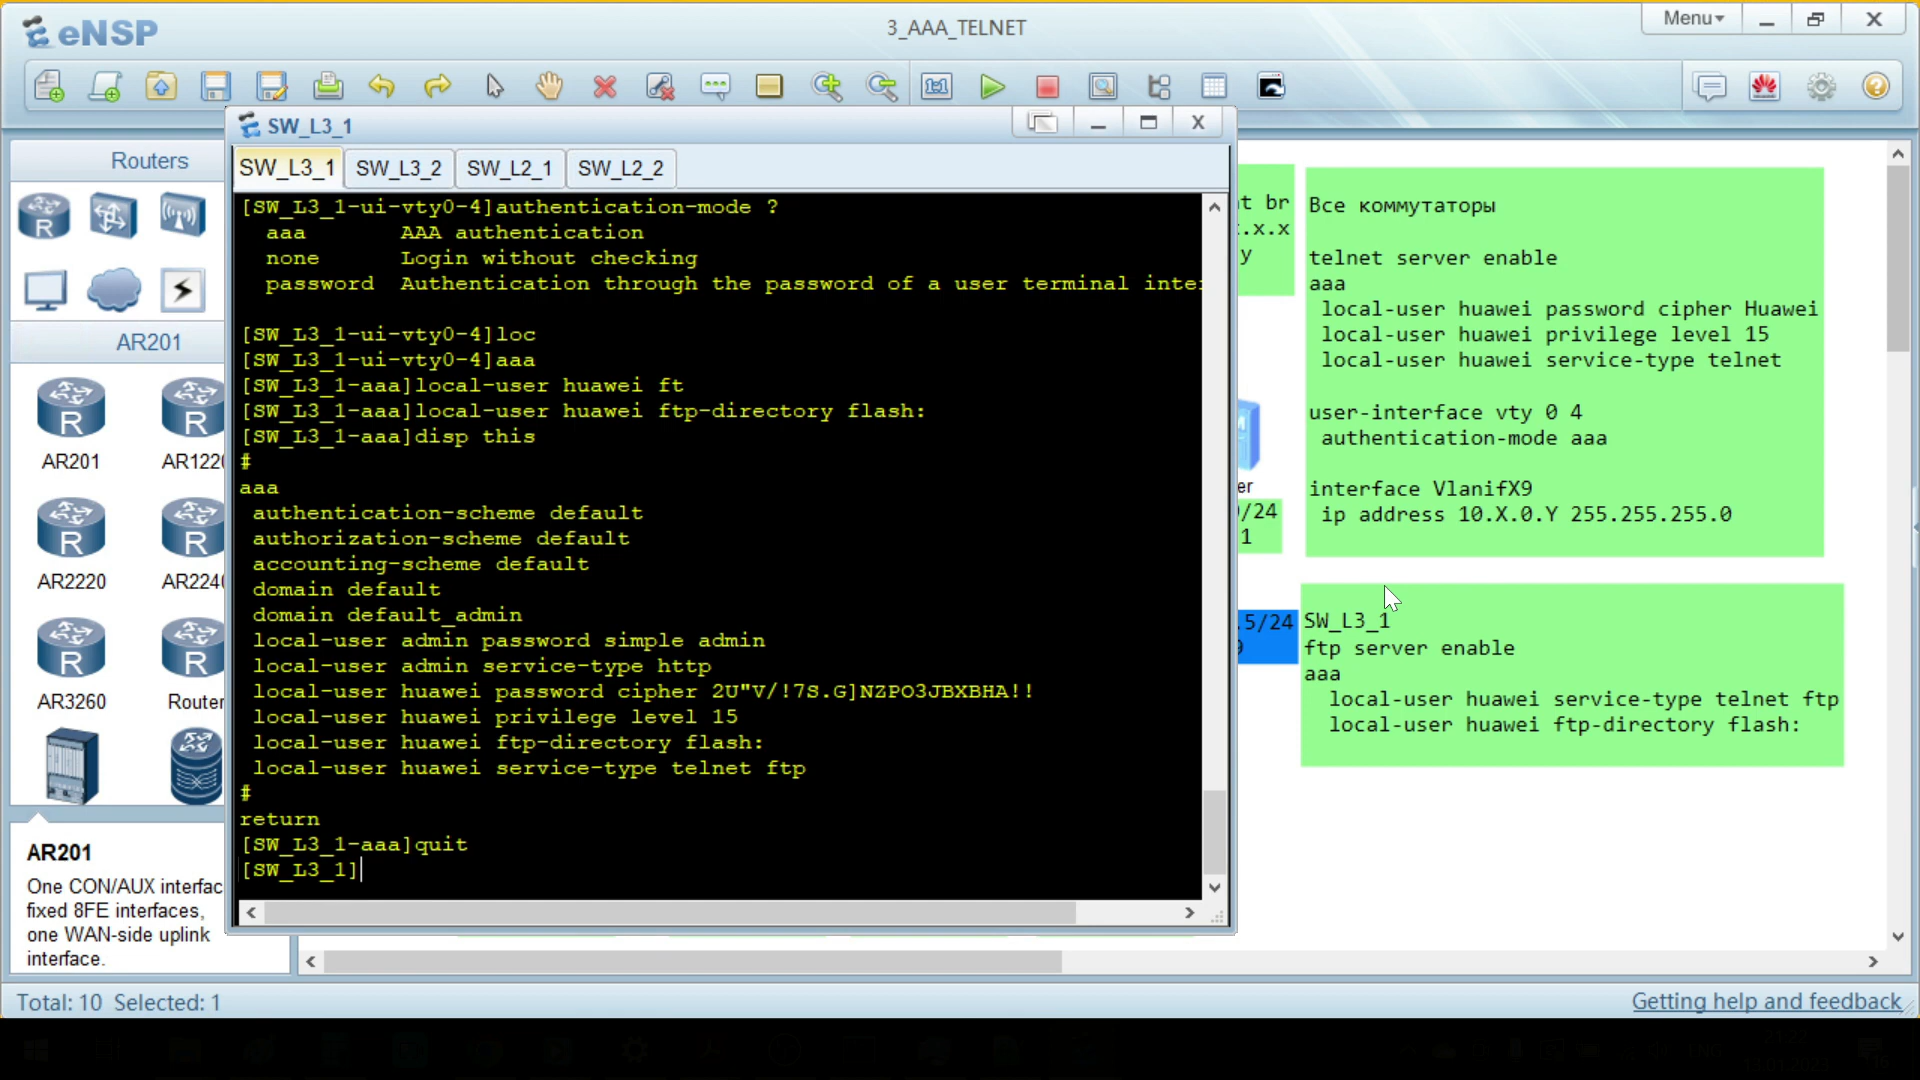 eNSP
3_AAA_TELNET
Menu
SW_L3_1
Routers
SW_L3_1
SW_L3_2
SW_L2_1
SW_L2_2
[SW_L3_1-ui-vty0-4]authentication-mode ?
aaa AAA authentication
none Login without checking
password Authentication through the password of a user terminal inte
[SW_L3_1-ui-vty0-4]loc
[SW_L3_1-ui-vty0-4]aaa
[SW_L3_1-aaa]local-user huawei ft
[SW_L3_1-aaa]local-user huawei ftp-directory flash:
[SW_L3_1-aaa]disp this
#
aaa
authentication-scheme default
authorization-scheme default
accounting-scheme default
domain default
domain default_admin
local-user admin password simple admin
local-user admin service-type http
local-user huawei password cipher 2U"V/!7S.G]NZPO3JBXBHA!!
local-user huawei privilege level 15
local-user huawei ftp-directory flash:
local-user huawei service-type telnet ftp
#
return
[SW_L3_1-aaa]quit
[SW_L3_1]
R
AR201
R
AR201
R
AR1220
R
AR2220
R
AR2240
R
AR3260
R
Router
AR201
One CON/AUX interfac
fixed 8FE interfaces,
one WAN-side uplink
interface.
t br
.x.x
y
er
/24
1
.5/24
Все коммутаторы
telnet server enable
aaa
local-user huawei password cipher Huawei
local-user huawei privilege level 15
local-user huawei service-type telnet
user-interface vty 0 4
authentication-mode aaa
interface VlanifX9
ip address 10.X.0.Y 255.255.255.0
SW_L3_1
ftp server enable
aaa
local-user huawei service-type telnet ftp
local-user huawei ftp-directory flash:
Total: 10 Selected: 1
Getting help and feedback